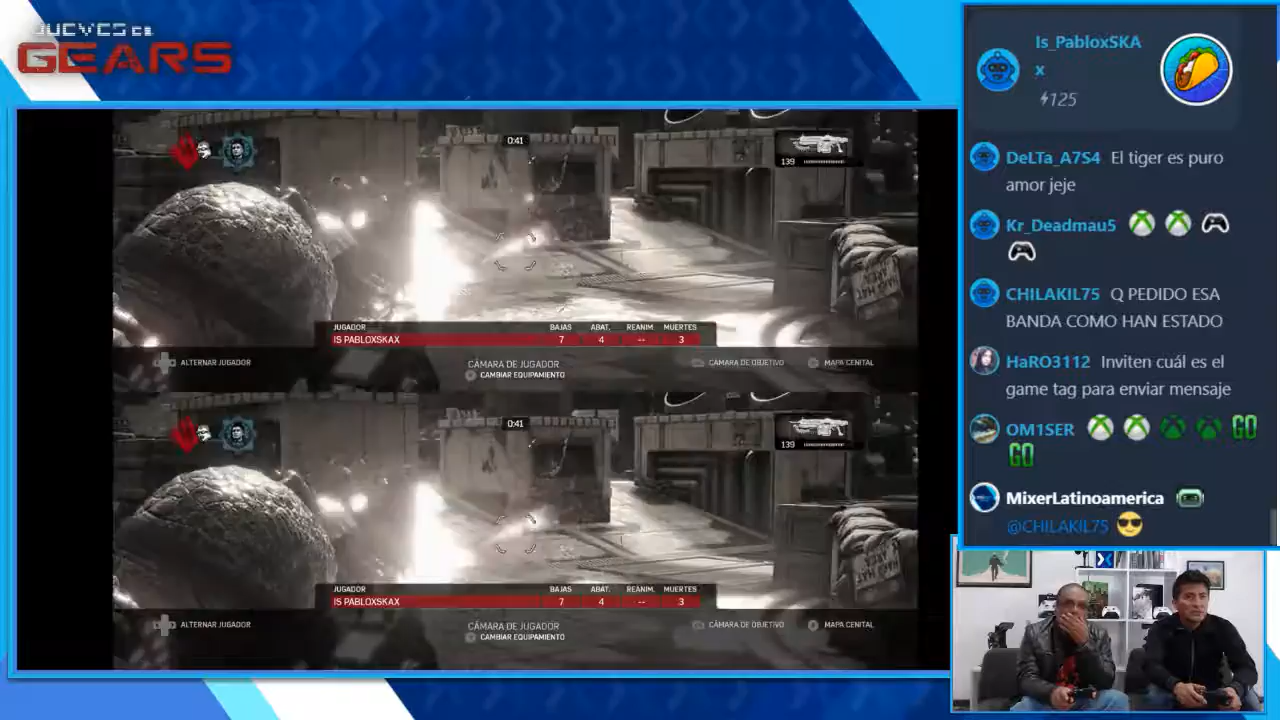 JUEVES DE
GEARS
0:41
139
JUGADOR BAJAS ABAT. REANIM. MUERTES
IS PABLOXSKAX 7 4 -- 3
ALTERNAR JUGADOR
CÁMARA DE JUGADOR
CAMBIAR EQUIPAMIENTO
CÁMARA DE OBJETIVO
MAPA CENITAL
0:41
139
JUGADOR BAJAS ABAT. REANIM. MUERTES
IS PABLOXSKAX 7 4 -- 3
ALTERNAR JUGADOR
CÁMARA DE JUGADOR
CAMBIAR EQUIPAMIENTO
CÁMARA DE OBJETIVO
MAPA CENITAL
Is_PabloxSKA
x
125
DeLTa_A7S4 El tiger es puro
amor jeje
Kr_Deadmau5
CHILAKIL75 Q PEDIDO ESA
BANDA COMO HAN ESTADO
HaRO3112 Inviten cuál es el
game tag para enviar mensaje
OM1SER GO
GO
MixerLatinoamerica
@CHILAKIL75